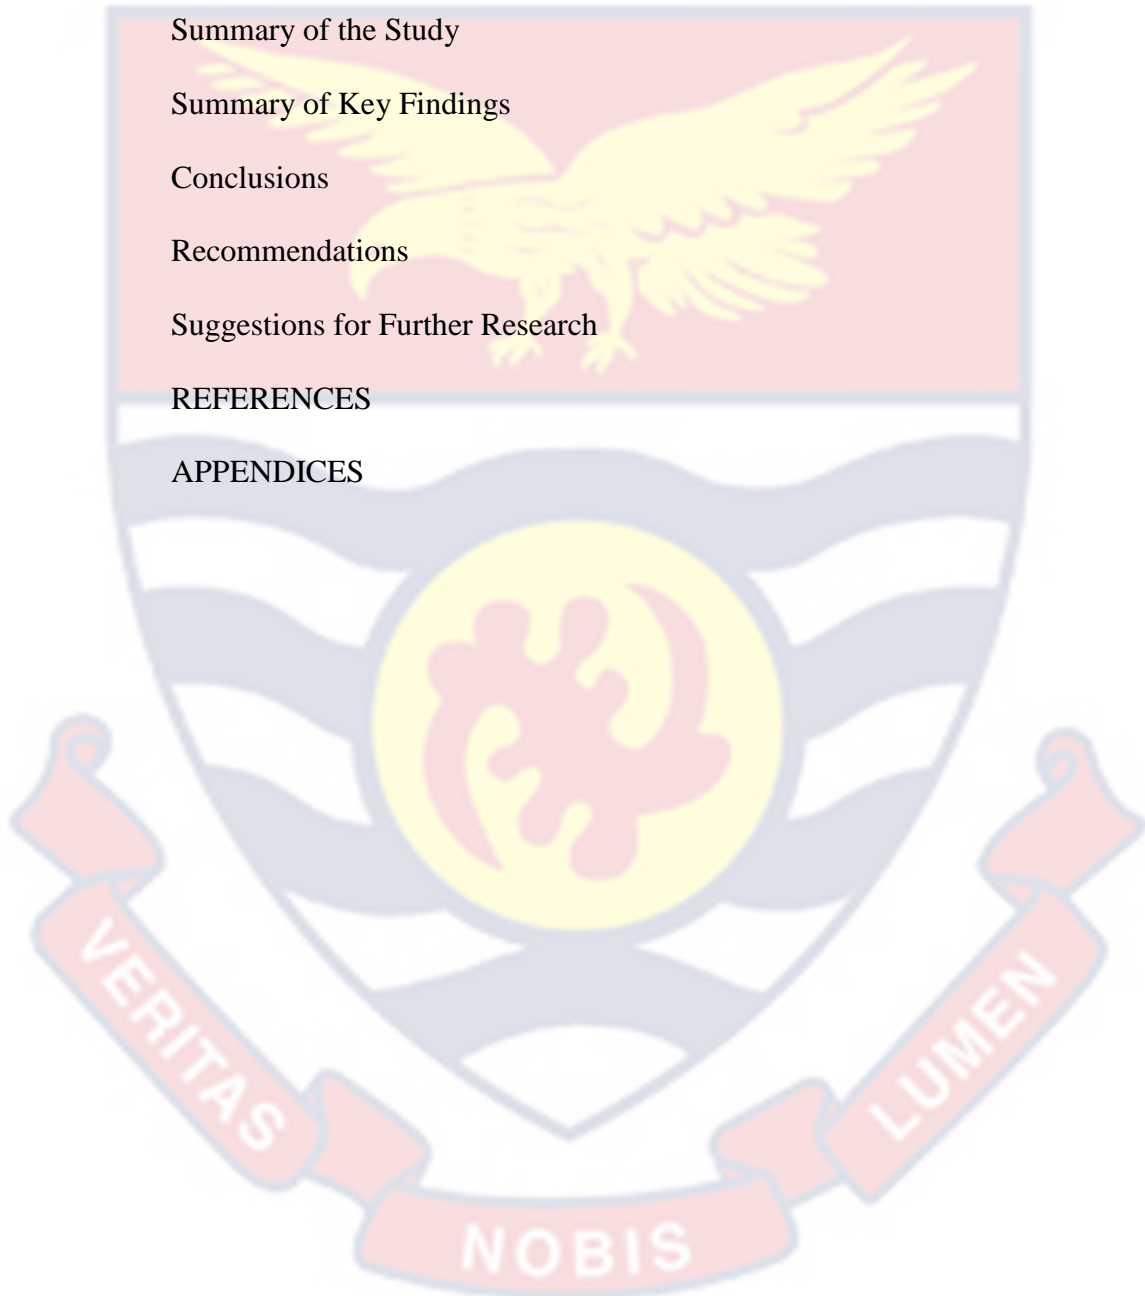 Summary of the Study
Summary of Key Findings
Conclusions
Recommendations
Suggestions for Further Research
REFERENCES
APPENDICES
VERITAS
NOBIS
LUMEN